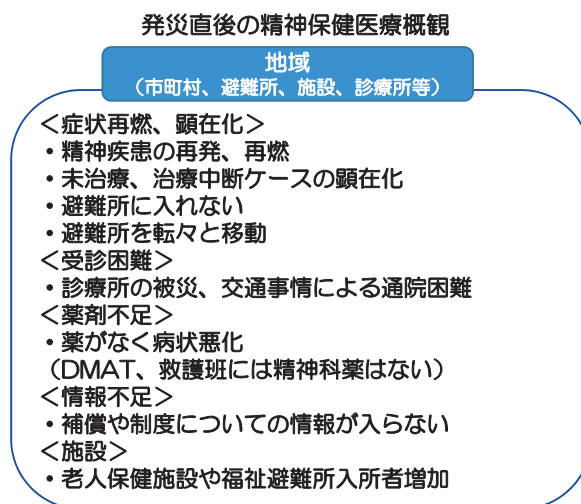 発災直後の精神保健医療概観
地域
（市町村、避難所、施設、診療所等）
＜症状再燃、顕在化＞
・精神疾患の再発、再燃
・未治療、治療中断ケースの顕在化
・避難所に入れない
・避難所を転々と移動
＜受診困難＞
・診療所の被災、交通事情による通院困難
＜薬剤不足＞
・薬がなく病状悪化
（DMAT、救護班には精神科薬はない）
＜情報不足＞
・補償や制度についての情報が入らない
＜施設＞
・老人保健施設や福祉避難所入所者増加